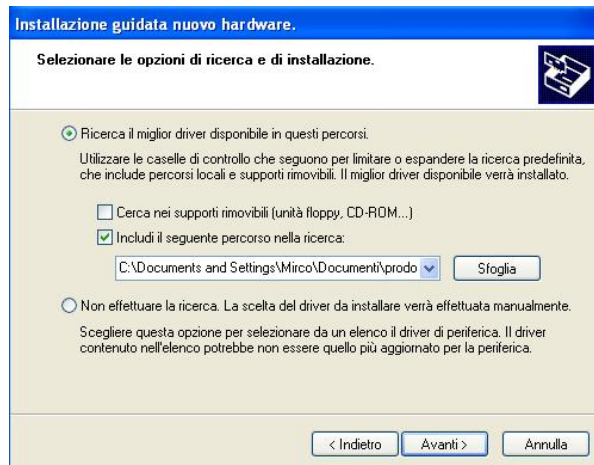 Installazione guidata nuovo hardware.
Selezionare le opzioni di ricerca e di installazione.
Ricerca il miglior driver disponibile in questi percorsi.
Utilizzare le caselle di controllo che seguono per limitare o espandere la ricerca predefinita,
che include percorsi locali e supporti rimovibili. Il miglior driver disponibile verrà installato.
Cerca nei supporti rimovibili (unità floppy, CD-ROM...)
Includi il seguente percorso nella ricerca:
C:\Documents and Settings\Mirco\Documenti\prodo Sfoglia
Non effettuare la ricerca. La scelta del driver da installare verrà effettuata manualmente.
Scegliere questa opzione per selezionare da un elenco il driver di periferica. Il driver
contenuto nell'elenco potrebbe non essere quello più aggiornato per la periferica.
< Indietro Avanti > Annulla